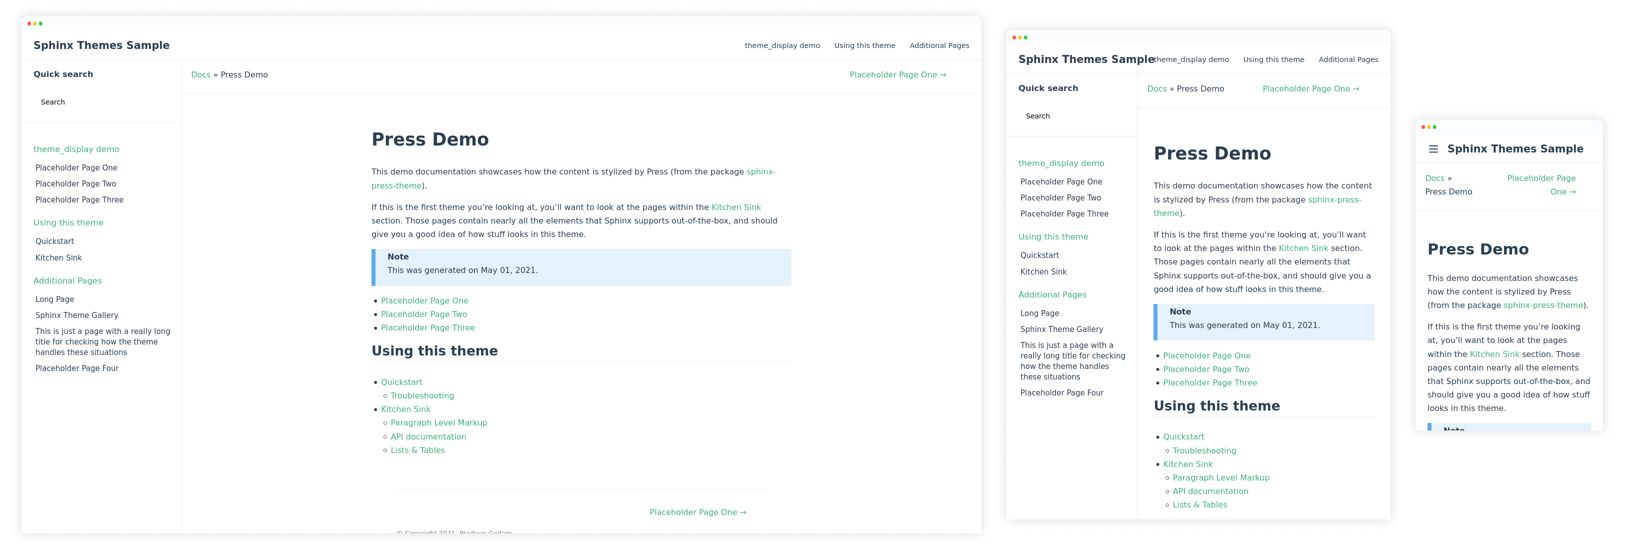 Sphinx Themes Sample
theme_display demo Using this theme Additional Pages
Quick search
Search
theme_display demo
Placeholder Page One
Placeholder Page Two
Placeholder Page Three
Using this theme
Quickstart
Kitchen Sink
Additional Pages
Long Page
Sphinx Theme Gallery
This is just a page with a really long
title for checking how the theme
handles these situations
Placeholder Page Four
Docs » Press Demo
Placeholder Page One →
Press Demo
This demo documentation showcases how the content is stylized by Press (from the package sphinx-
press-theme).
If this is the first theme you’re looking at, you’ll want to look at the pages within the Kitchen Sink
section. Those pages contain nearly all the elements that Sphinx supports out-of-the-box, and should
give you a good idea of how stuff looks in this theme.
Note
This was generated on May 01, 2021.
• Placeholder Page One
• Placeholder Page Two
• Placeholder Page Three
Using this theme
• Quickstart
◦ Troubleshooting
• Kitchen Sink
◦ Paragraph Level Markup
◦ API documentation
◦ Lists & Tables
Placeholder Page One →
© Copyright 2021, Pradyun Gedam
Sphinx Themes Sample
theme_display demo Using this theme Additional Pages
Quick search
Search
theme_display demo
Placeholder Page One
Placeholder Page Two
Placeholder Page Three
Using this theme
Quickstart
Kitchen Sink
Additional Pages
Long Page
Sphinx Theme Gallery
This is just a page with a
really long title for checking
how the theme handles
these situations
Placeholder Page Four
Docs » Press Demo
Placeholder Page One →
Press Demo
This demo documentation showcases how the content
is stylized by Press (from the package sphinx-press-
theme).
If this is the first theme you’re looking at, you’ll want
to look at the pages within the Kitchen Sink section.
Those pages contain nearly all the elements that
Sphinx supports out-of-the-box, and should give you a
good idea of how stuff looks in this theme.
Note
This was generated on May 01, 2021.
• Placeholder Page One
• Placeholder Page Two
• Placeholder Page Three
Using this theme
• Quickstart
◦ Troubleshooting
• Kitchen Sink
◦ Paragraph Level Markup
◦ API documentation
◦ Lists & Tables
Sphinx Themes Sample
Docs »
Press Demo
Placeholder Page
One →
Press Demo
This demo documentation showcases
how the content is stylized by Press
(from the package sphinx-press-theme).
If this is the first theme you’re looking
at, you’ll want to look at the pages
within the Kitchen Sink section. Those
pages contain nearly all the elements
that Sphinx supports out-of-the-box, and
should give you a good idea of how stuff
looks in this theme.
Note